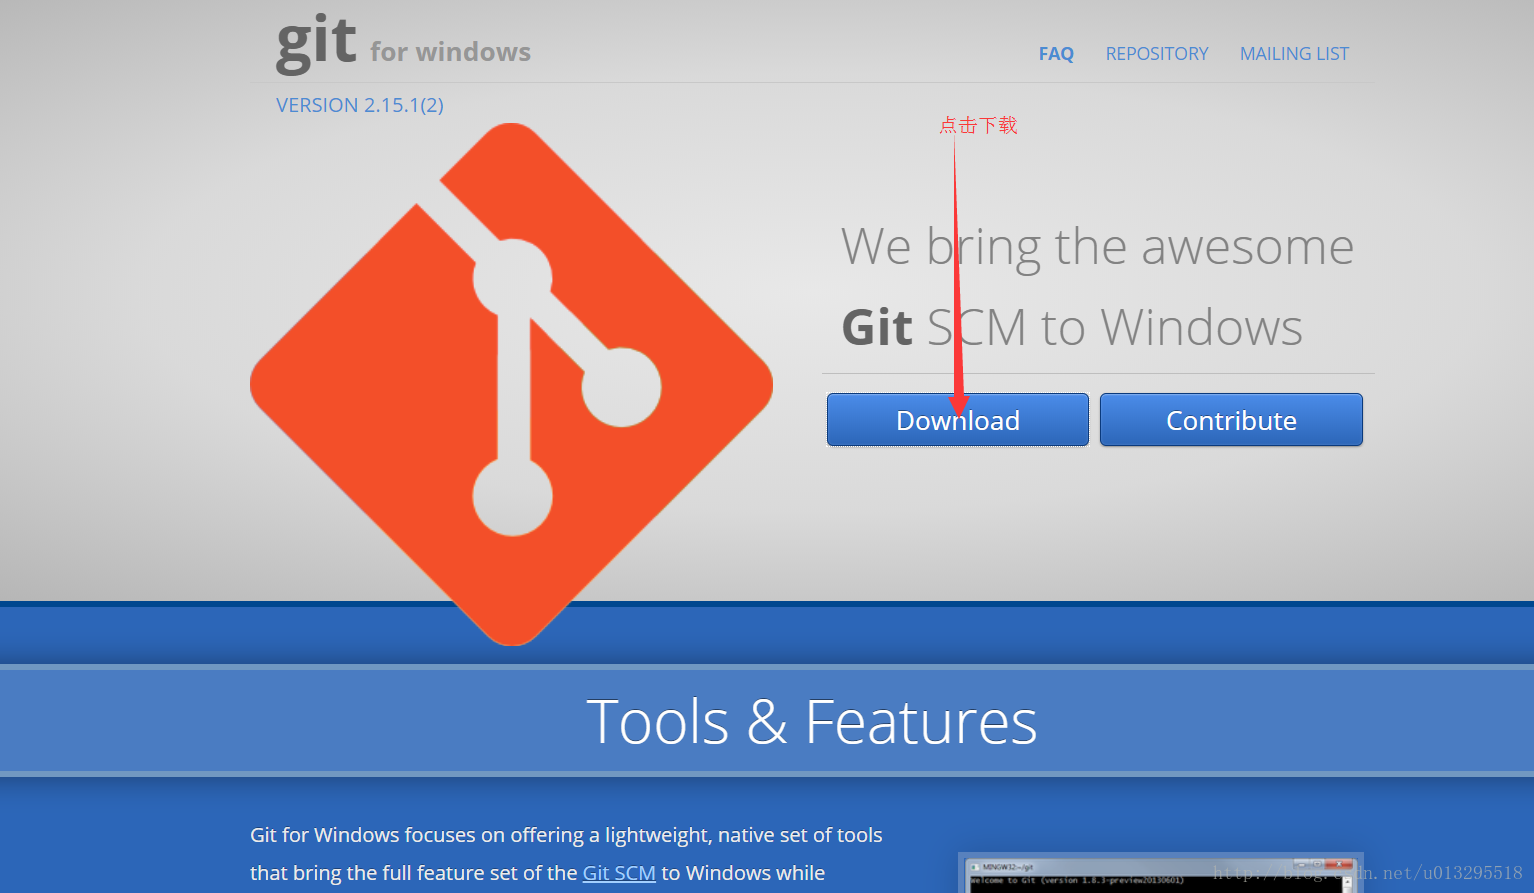 git for windows
FAQ REPOSITORY MAILING LIST
VERSION 2.15.1(2)
点击下载
We bring the awesome
Git SCM to Windows
Download Contribute
Tools & Features
Git for Windows focuses on offering a lightweight, native set of tools
that bring the full feature set of the Git SCM to Windows while
MINGW32:~/git
Welcome to Git (version 1.8.3-preview20130601)
http://blog.csdn.net/u013295518